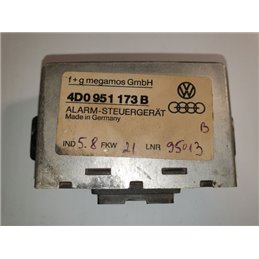 f+g megamos GmbH
4D0 951 173 B
ALARM-STEUERGERÄT
Made in Germany
B
IND 5.8 FKW 21 LNR 95013